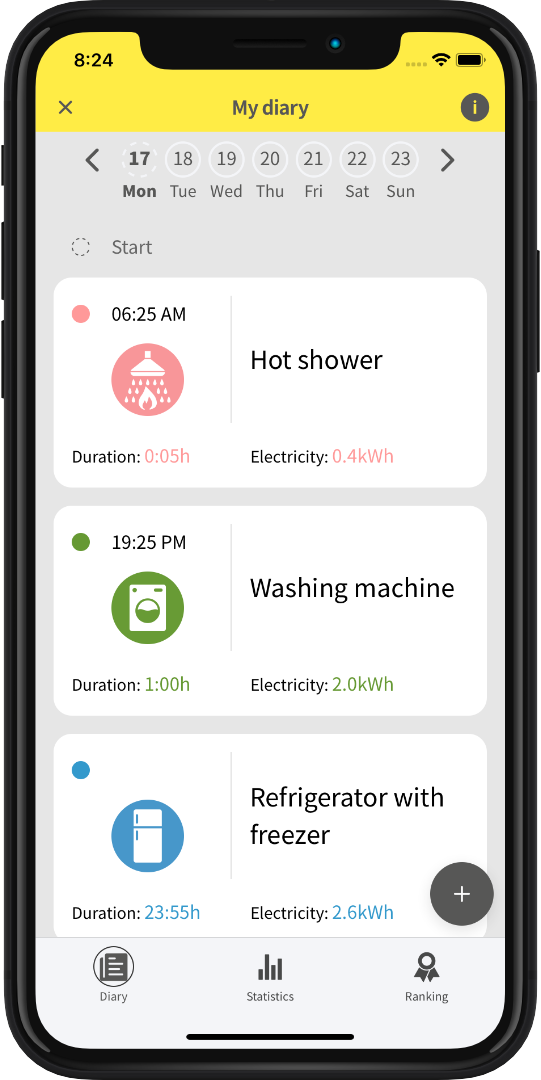 8:24
My diary
i
17 18 19 20 21 22 23
Mon Tue Wed Thu Fri Sat Sun
Start
06:25 AM
Hot shower
Duration: 0:05h Electricity: 0.4kWh
19:25 PM
Washing machine
Duration: 1:00h Electricity: 2.0kWh
Refrigerator with
freezer
Duration: 23:55h Electricity: 2.6kWh
+
Diary Statistics Ranking